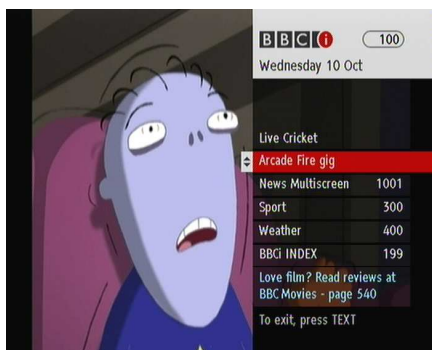 BBCi 100
Wednesday 10 Oct
Live Cricket
Arcade Fire gig
News Multiscreen 1001
Sport 300
Weather 400
BBCi INDEX 199
Love film? Read reviews at
BBC Movies - page 540
To exit, press TEXT